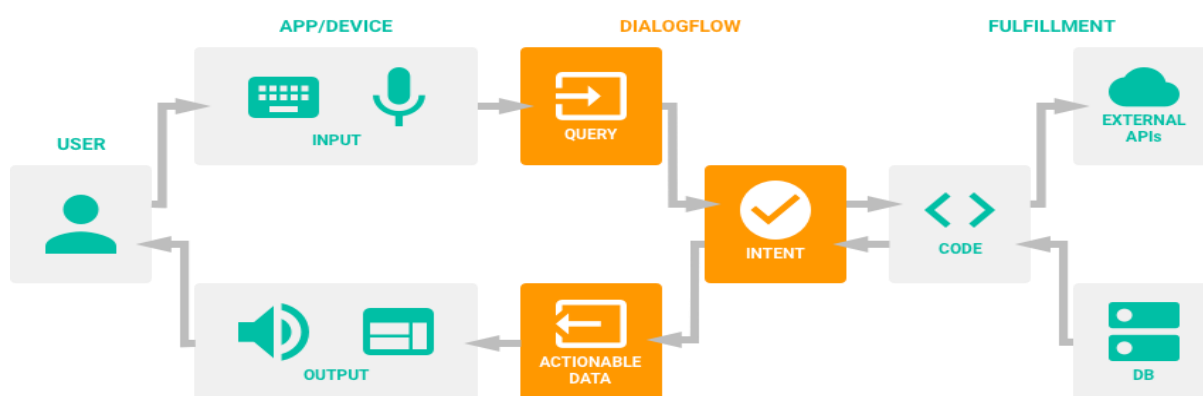 APP/DEVICE
DIALOGFLOW
FULFILLMENT
USER
INPUT
QUERY
EXTERNAL
APIs
INTENT
CODE
OUTPUT
ACTIONABLE
DATA
DB